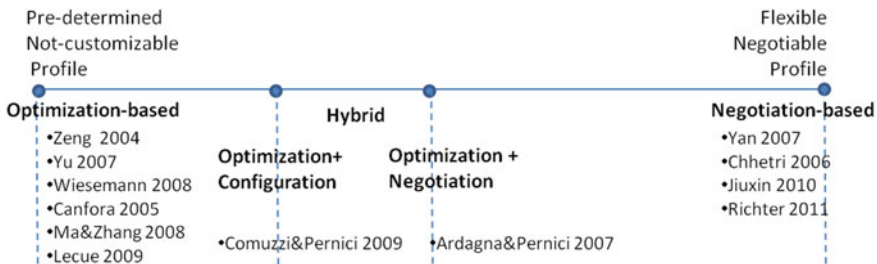 Pre-determined
Not-customizable
Profile
Flexible
Negotiable
Profile
Optimization-based
•Zeng 2004
•Yu 2007
•Wiesemann 2008
•Canfora 2005
•Ma&Zhang 2008
•Lecue 2009
Hybrid
Optimization+
Configuration
•Comuzzi&Pernici 2009
Optimization +
Negotiation
•Ardagna&Pernici 2007
Negotiation-based
•Yan 2007
•Chhetri 2006
•Jiuxin 2010
•Richter 2011